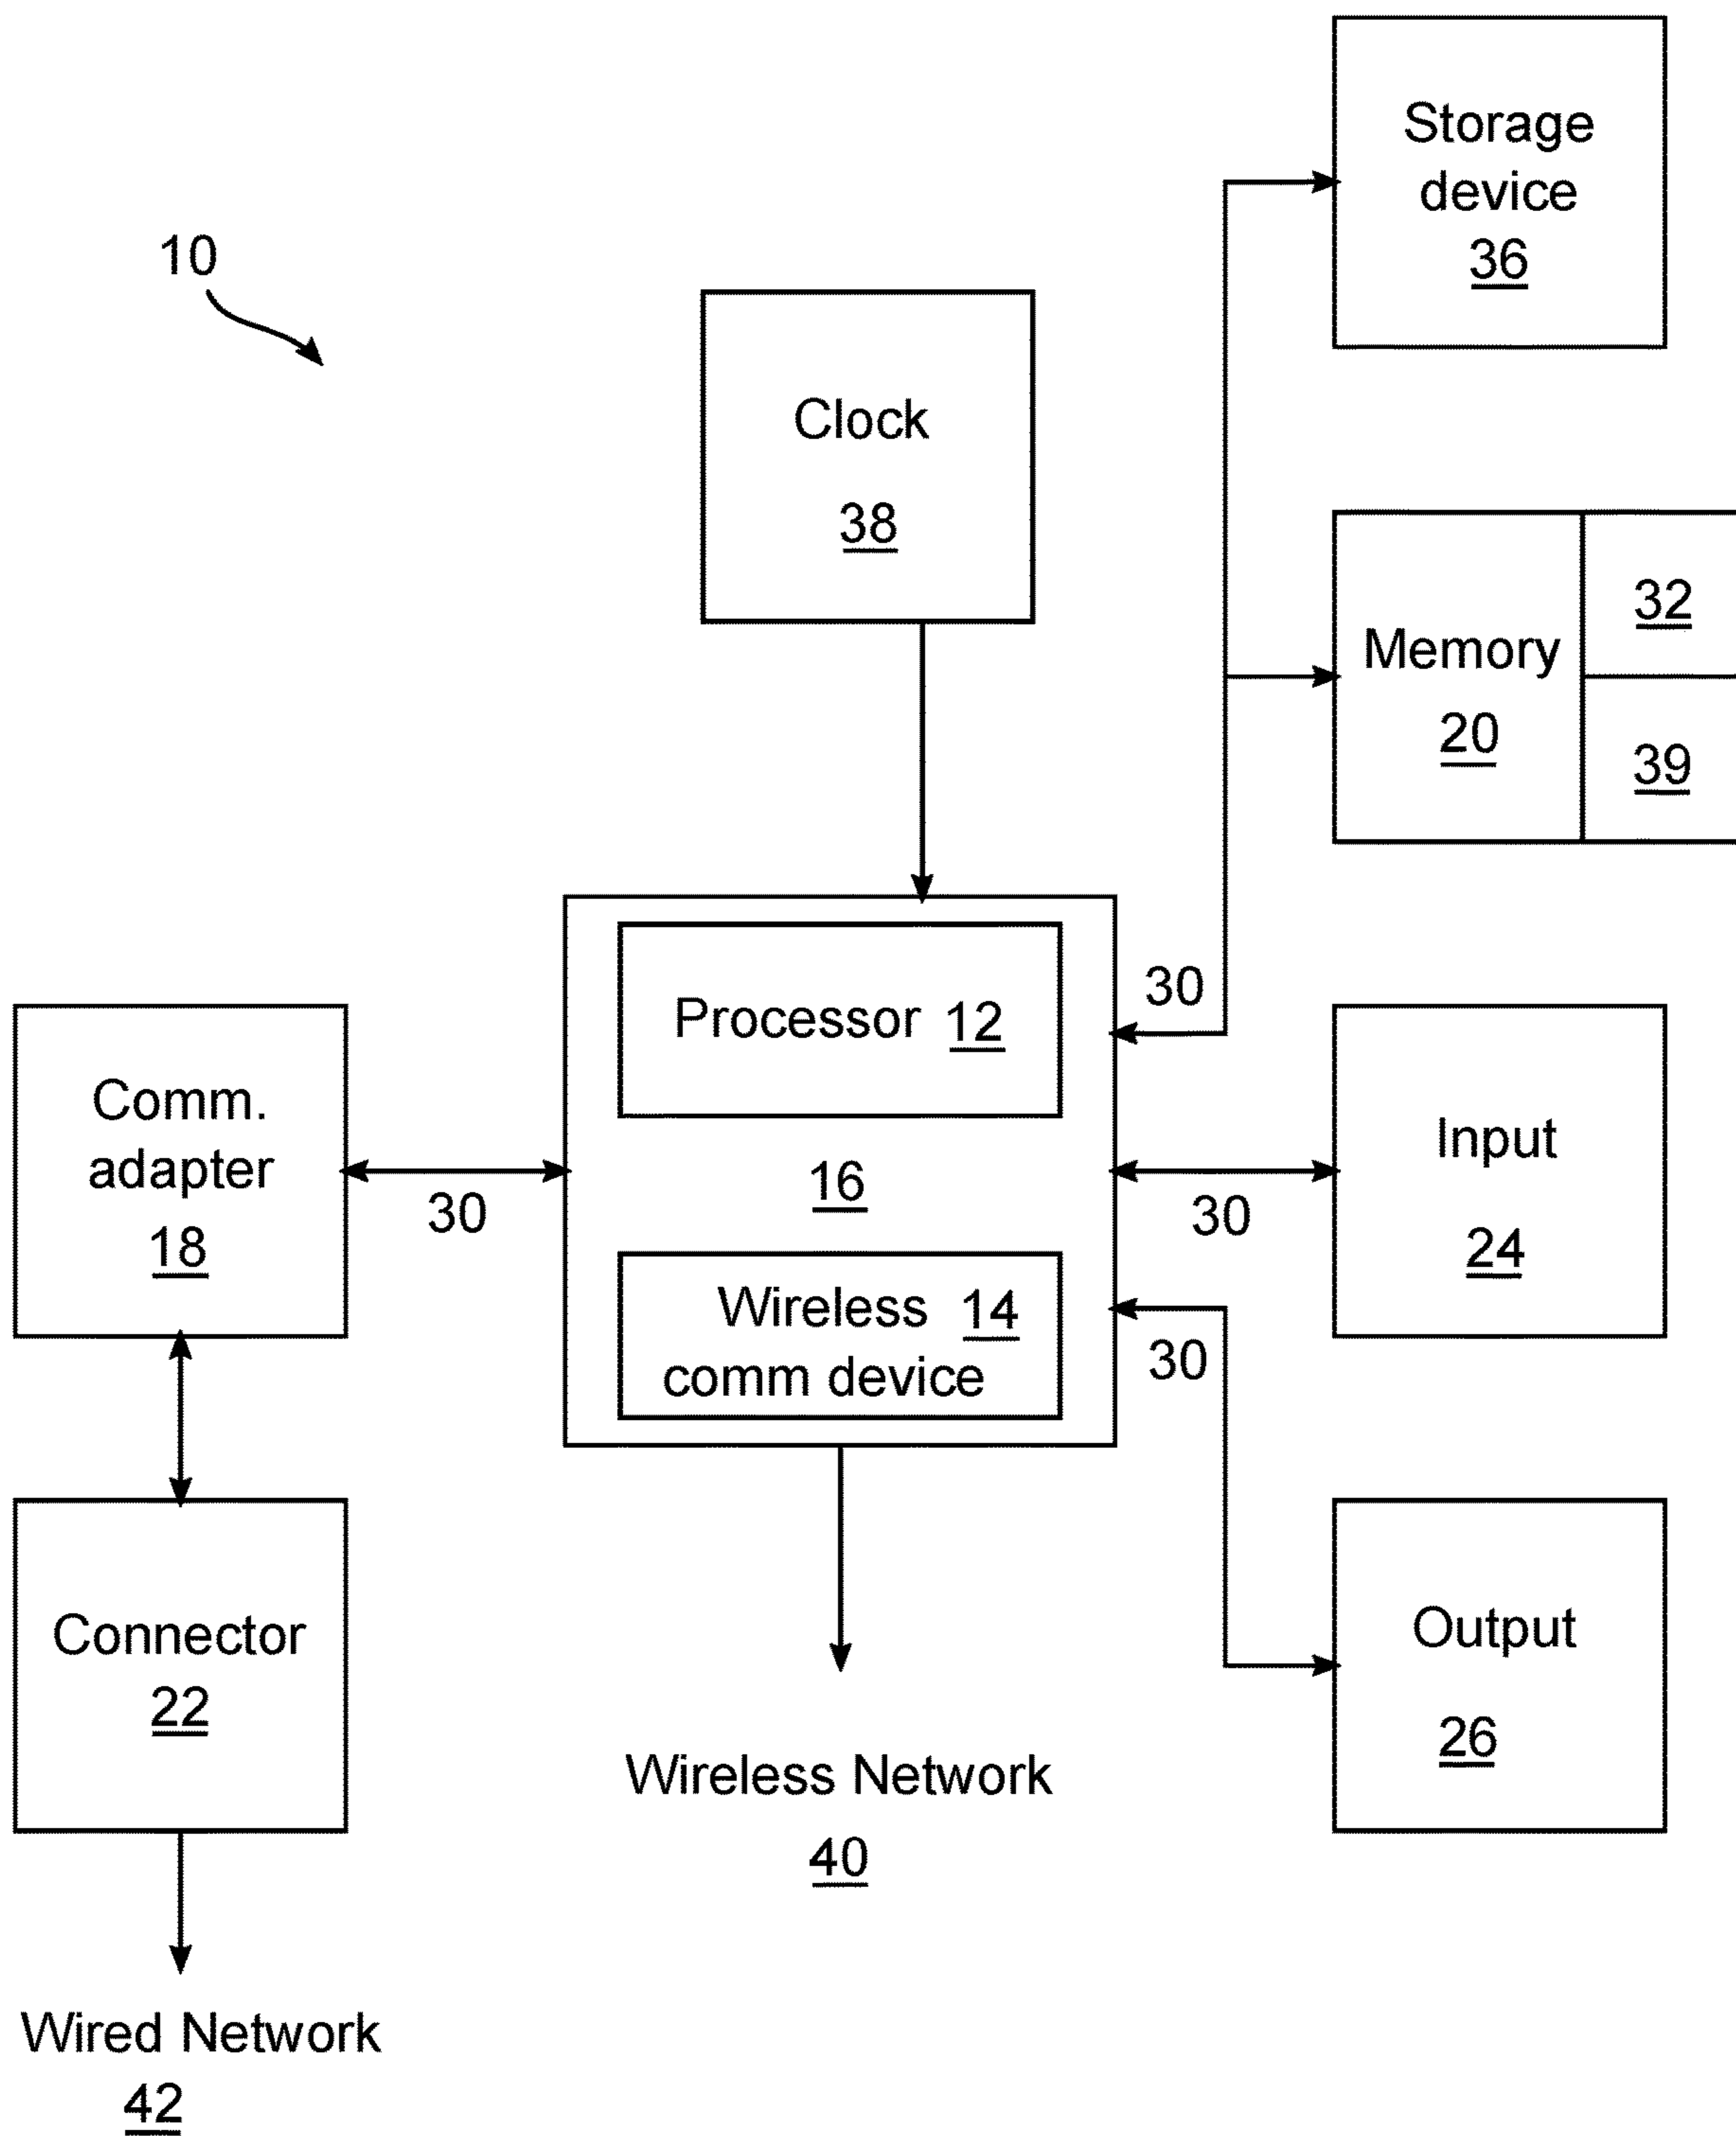 Storage
device
36
10
Clock
38
32
Memory
20
39
30
Processor 12
Comm.
adapter
18
30
16
Input
24
30
Wireless 14
comm device
30
Connector
22
Output
26
Wireless Network
40
Wired Network
42